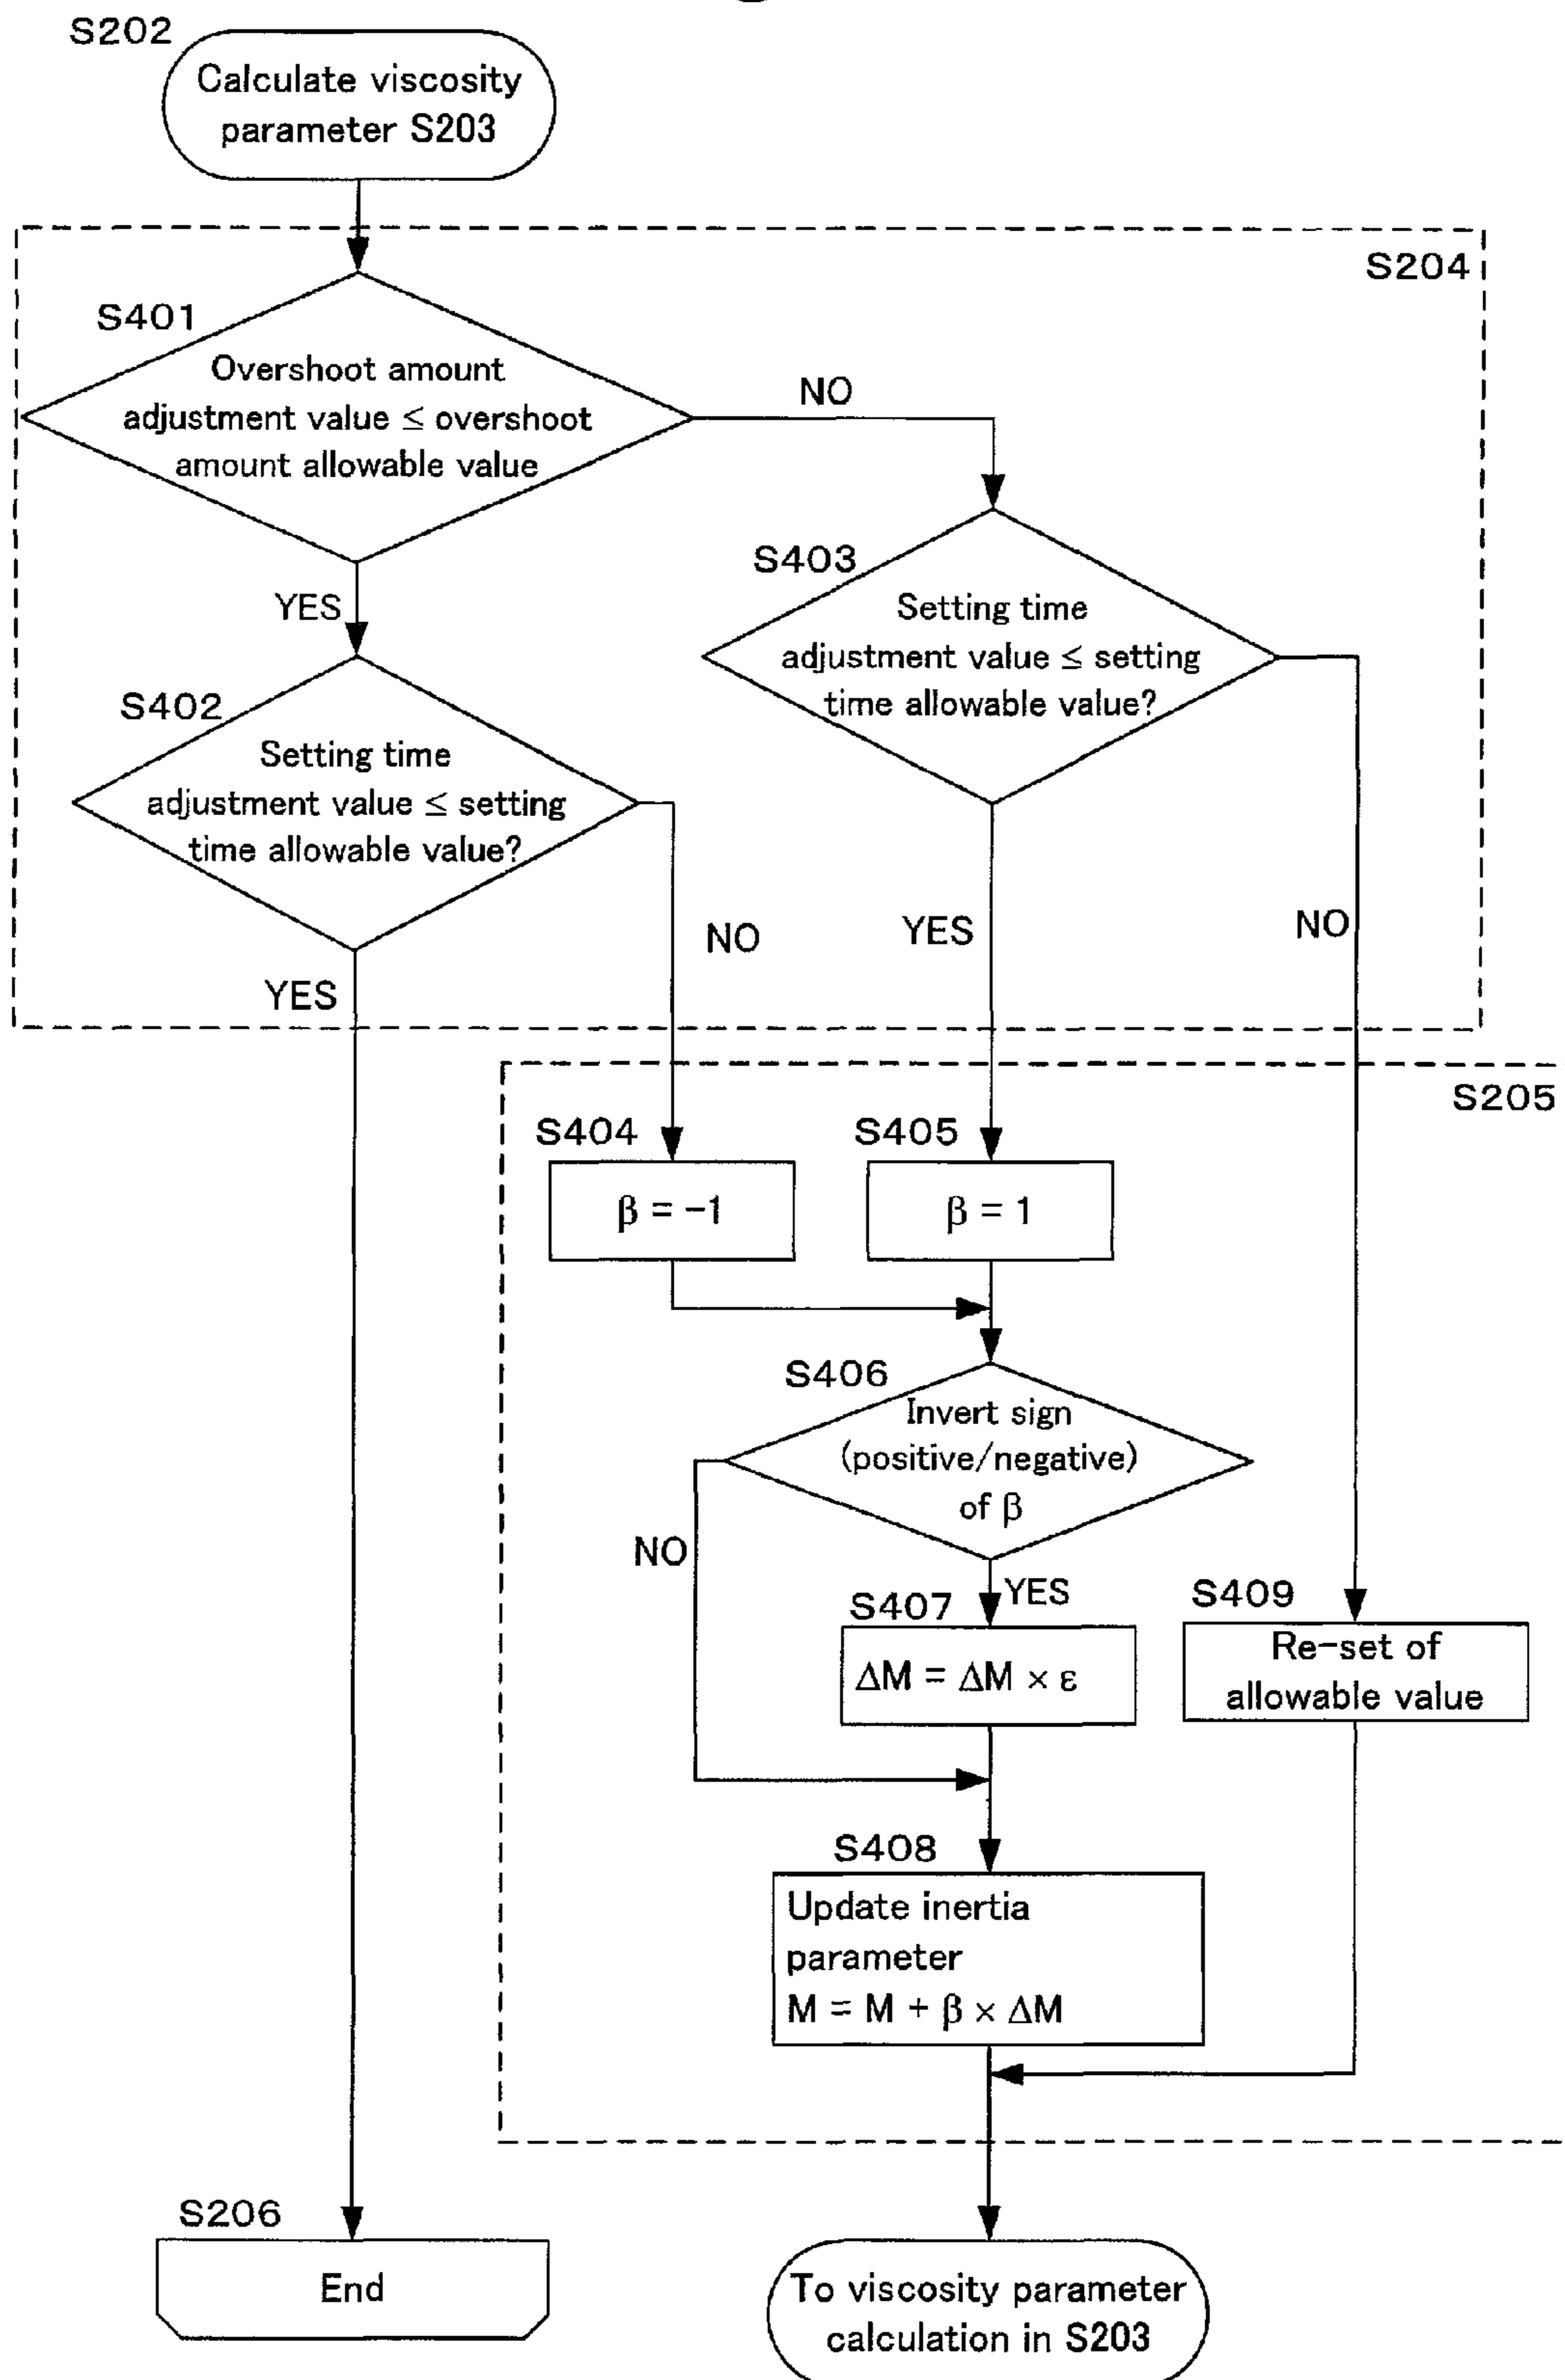 S202
Calculate viscosity
parameter S203
S204
S401
Overshoot amount
adjustment value ≤ overshoot
amount allowable value
NO
YES
S403
Setting time
adjustment value ≤ setting
time allowable value?
S402
Setting time
adjustment value ≤ setting
time allowable value?
NO
YES
NO
YES
S205
S404
β = −1
S405
β = 1
S406
Invert sign
(positive/negative)
of β
NO
YES
S407
ΔM = ΔM × ε
S409
Re-set of
allowable value
S408
Update inertia
parameter
M = M + β × ΔM
S206
End
To viscosity parameter
calculation in S203